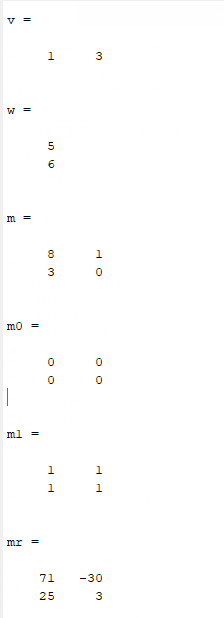 v =
1 3
w =
5
6
m =
8 1
3 0
m0 =
0 0
0 0
m1 =
1 1
1 1
mr =
71 -30
25 3